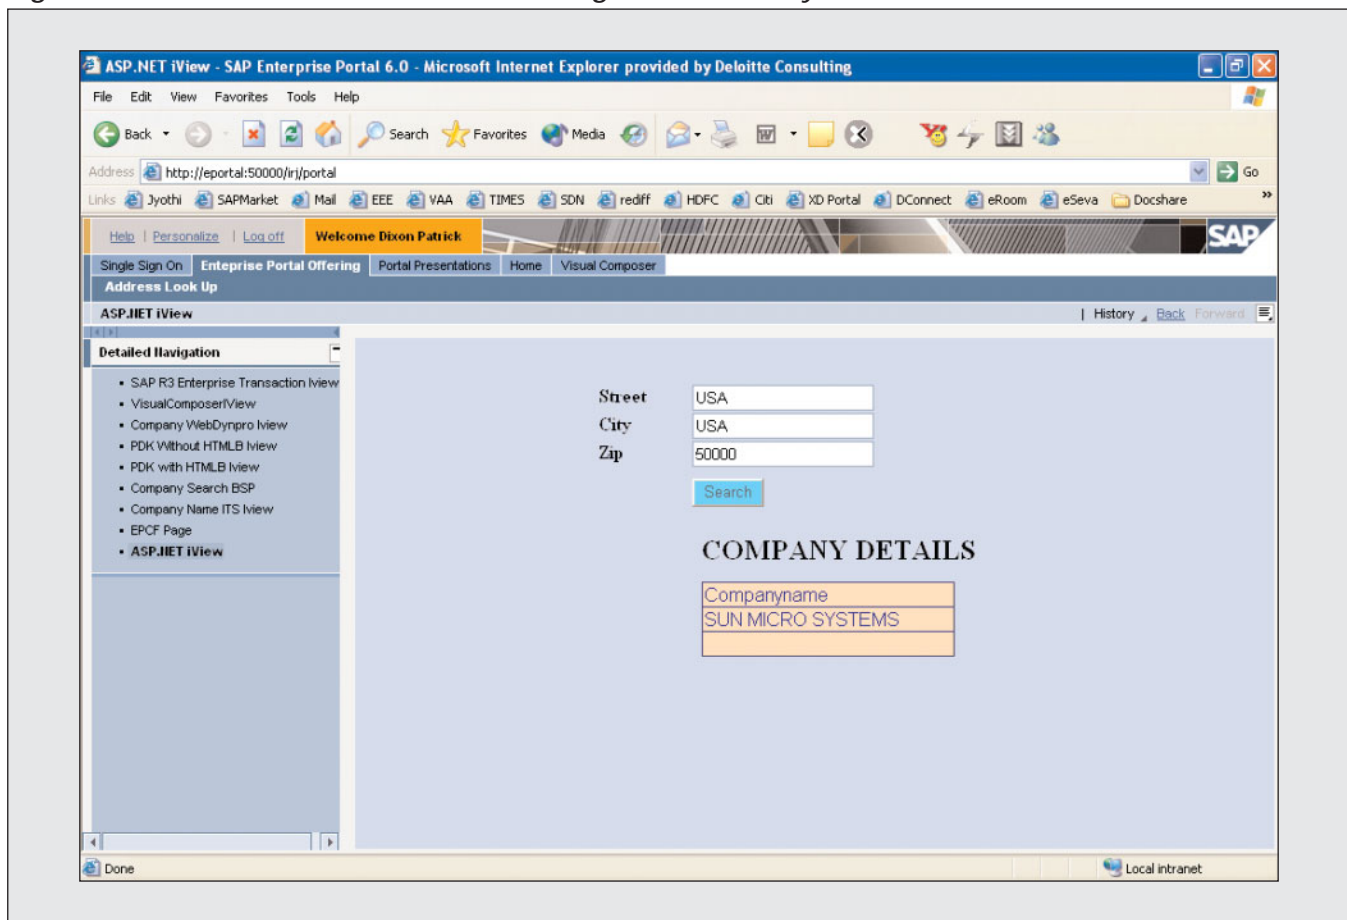 ASP.NET iView - SAP Enterprise Portal 6.0 - Microsoft Internet Explorer provided by Deloitte Consulting
File Edit View Favorites Tools Help
Back Search Favorites Media
Address http://eportal:50000/irj/portal Go
Links Jyothi SAPMarket Mail EEE VAA TIMES SDN rediff HDFC Citi XD Portal DConnect eRoom eSeva Docshare »
Help | Personalize | Log off Welcome Dixon Patrick SAP
Single Sign On Enteprise Portal Offering Portal Presentations Home Visual Composer
Address Look Up
ASP.NET iView | History Back Forward
Detailed Navigation
• SAP R3 Enterprise Transaction Iview
• VisualComposerIView
• Company WebDynpro Iview
• PDK Without HTMLB Iview
• PDK with HTMLB Iview
• Company Search BSP
• Company Name ITS Iview
• EPCF Page
• ASP.NET iView
Street USA
City USA
Zip 50000
Search
COMPANY DETAILS
Companyname
SUN MICRO SYSTEMS
Done Local intranet